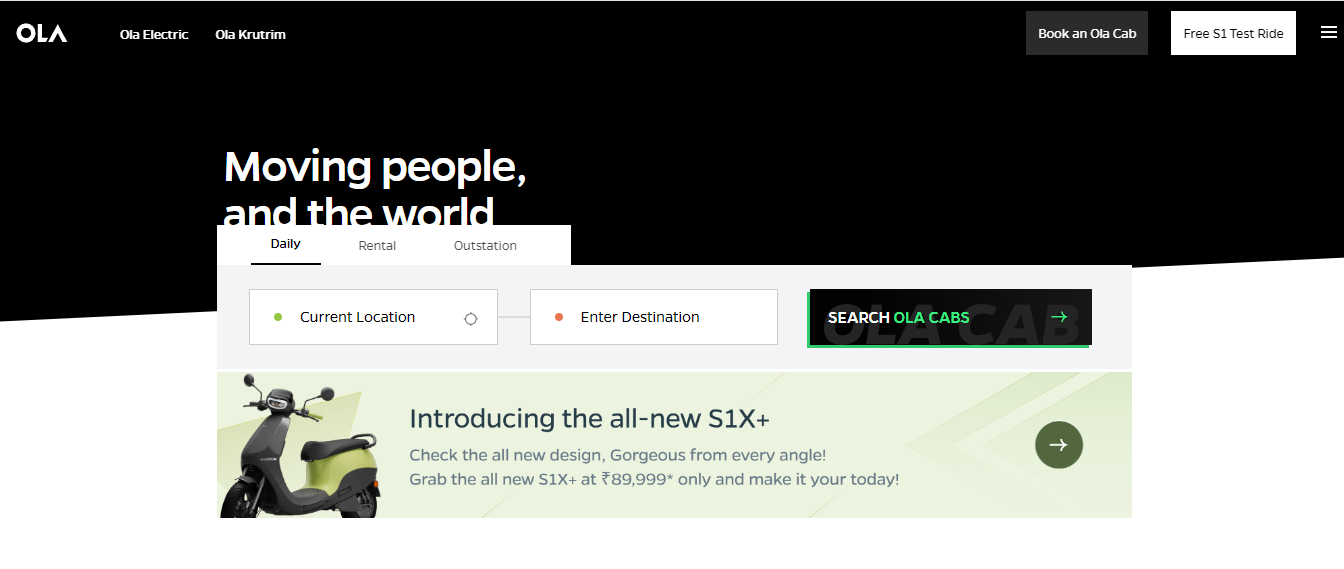 OLA
Ola Electric
Ola Krutrim
Book an Ola Cab
Free S1 Test Ride
Moving people,
and the world
Daily
Rental
Outstation
Current Location
Enter Destination
OLA CAB
SEARCH OLA CABS
Introducing the all-new S1X+
Check the all new design, Gorgeous from every angle!
Grab the all new S1X+ at ₹89,999* only and make it your today!